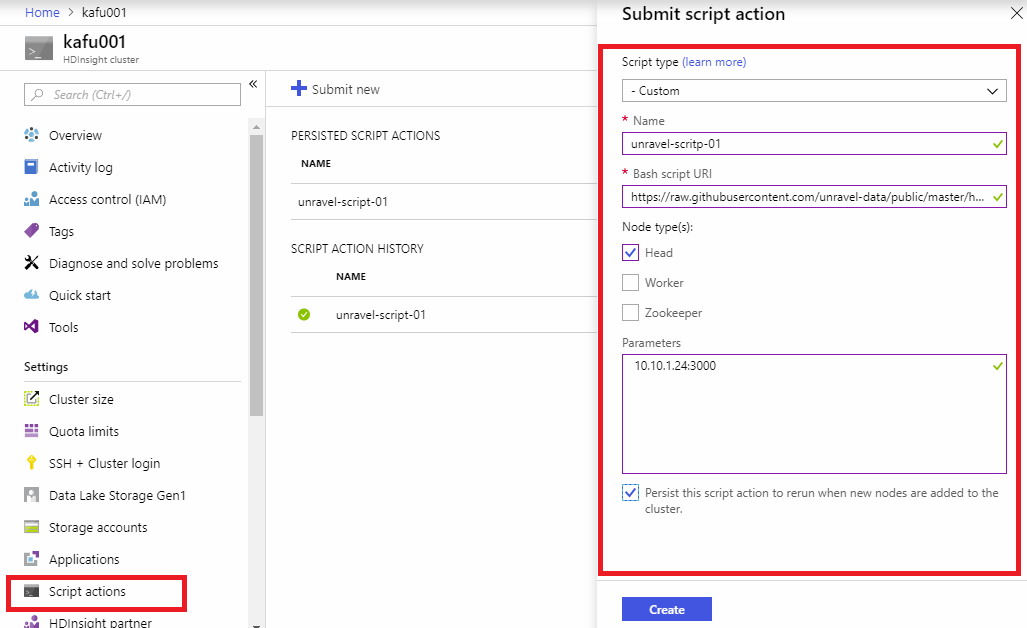 Home > kafu001
kafu001
HDInsight cluster
Search (Ctrl+/)
«
Overview
Activity log
Access control (IAM)
Tags
Diagnose and solve problems
Quick start
Tools
Settings
Cluster size
Quota limits
SSH + Cluster login
Data Lake Storage Gen1
Storage accounts
Applications
Script actions
HDInsight partner
Submit new
PERSISTED SCRIPT ACTIONS
NAME
unravel-script-01
SCRIPT ACTION HISTORY
NAME
unravel-script-01
Submit script action
Script type (learn more)
- Custom
* Name
unravel-scritp-01
* Bash script URI
https://raw.githubusercontent.com/unravel-data/public/master/h...
Node type(s):
Head
Worker
Zookeeper
Parameters
10.10.1.24:3000
Persist this script action to rerun when new nodes are added to the
cluster.
Create